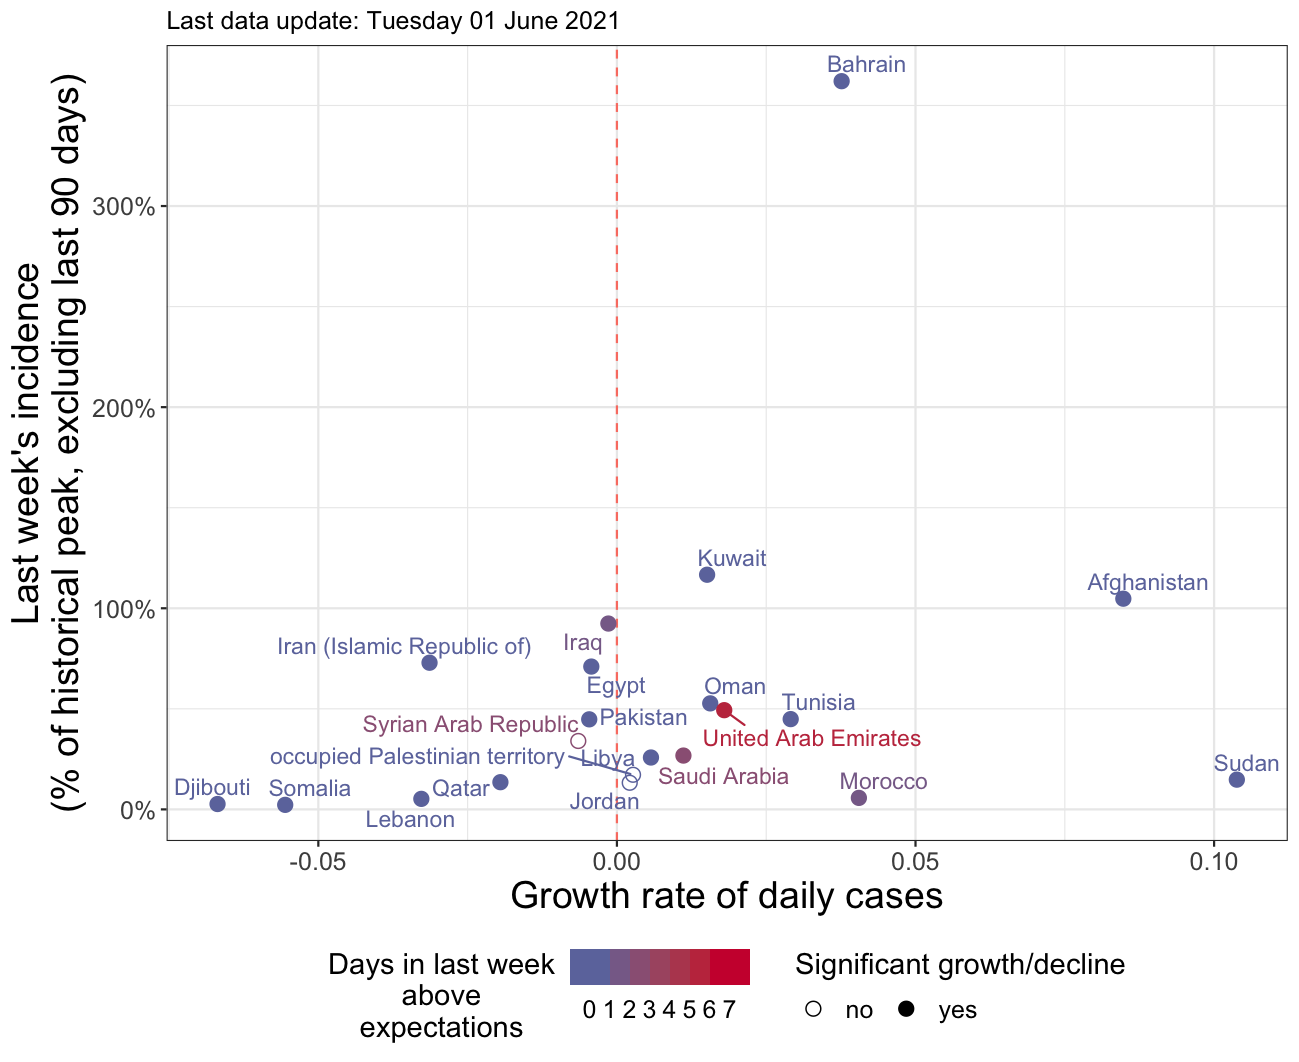 Last data update: Tuesday 01 June 2021
Last week's incidence
(% of historical peak, excluding last 90 days)
300%
200%
100%
0%
Bahrain
Kuwait
Afghanistan
Iraq
Iran (Islamic Republic of)
Egypt
Oman
Tunisia
Pakistan
Syrian Arab Republic
United Arab Emirates
occupied Palestinian territory
Libya
Saudi Arabia
Sudan
Morocco
Djibouti
Somalia
Qatar
Jordan
Lebanon
-0.05
0.00
0.05
0.10
Growth rate of daily cases
Days in last week
above
expectations
0 1 2 3 4 5 6 7
Significant growth/decline
no
yes